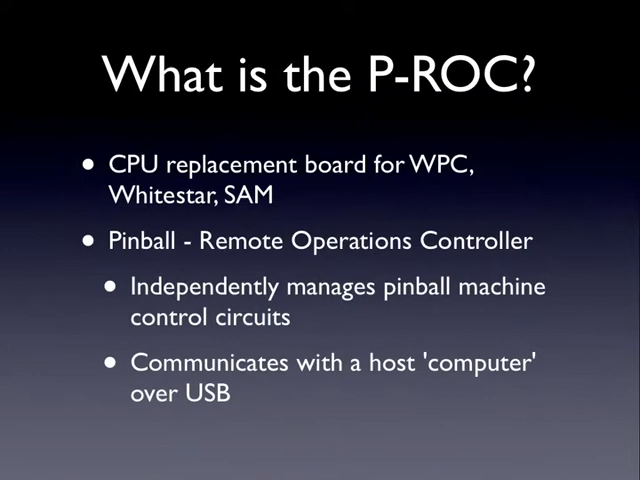 What is the P-ROC?
• CPU replacement board for WPC,
Whitestar, SAM
• Pinball - Remote Operations Controller
• Independently manages pinball machine
control circuits
• Communicates with a host 'computer'
over USB